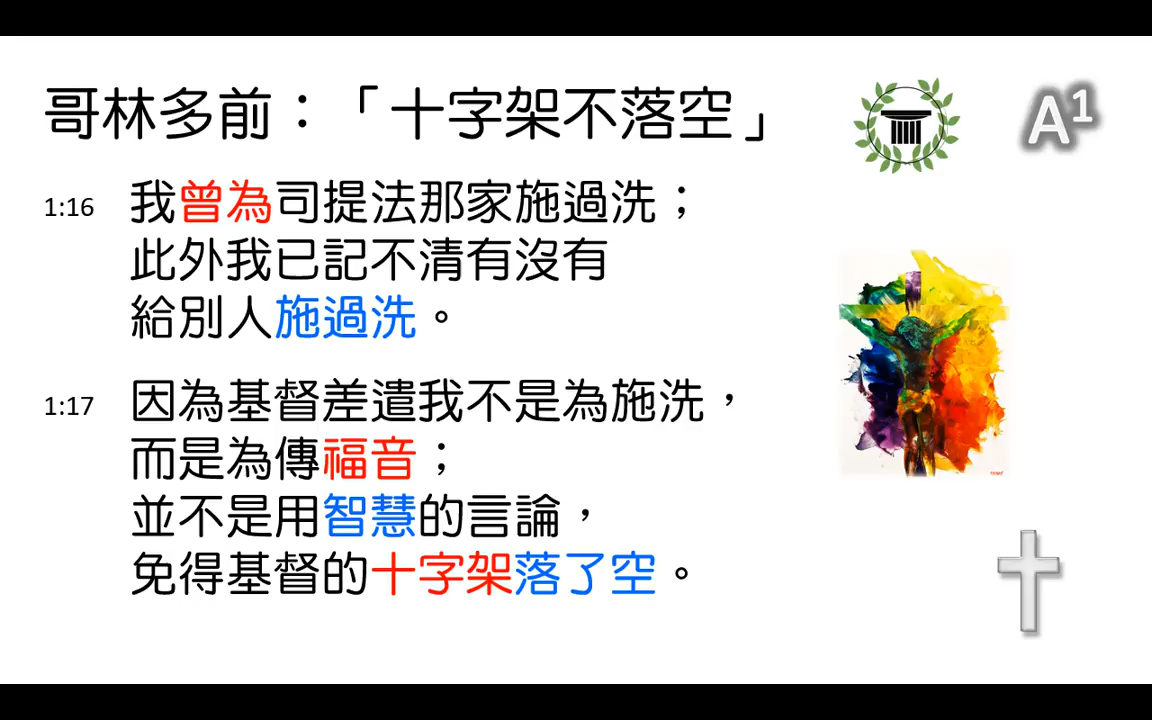 哥林多前：「十字架不落空」
A¹
1:16 我曾為司提法那家施過洗；
此外我已記不清有沒有
給別人施過洗。
1:17 因為基督差遣我不是為施洗，
而是為傳福音；
並不是用智慧的言論，
免得基督的十字架落了空。